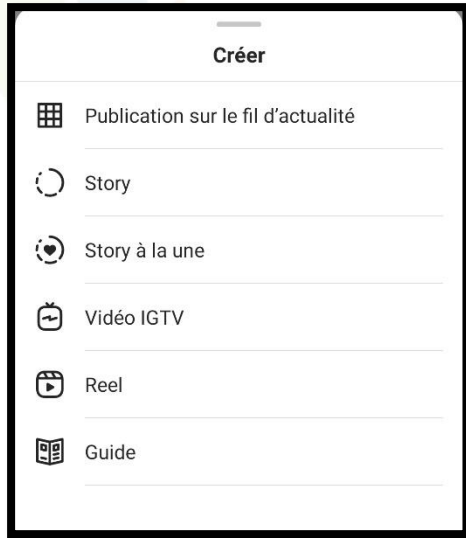 Créer
Publication sur le fil d’actualité
Story
Story à la une
Vidéo IGTV
Reel
Guide